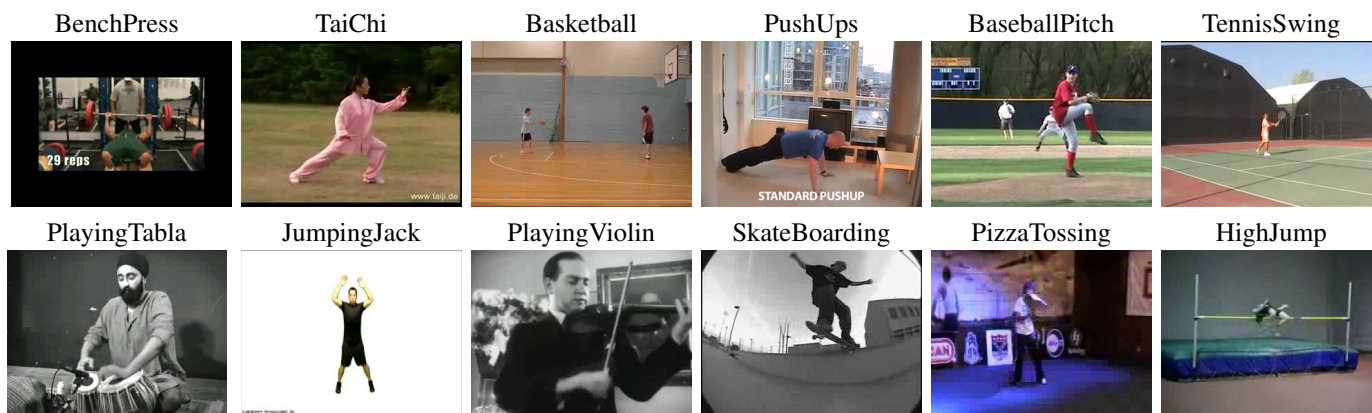 BenchPress
TaiChi
Basketball
PushUps
BaseballPitch
TennisSwing
29 reps
www.taiji.de
STANDARD PUSHUP
PlayingTabla
JumpingJack
PlayingViolin
SkateBoarding
PizzaTossing
HighJump
CAN